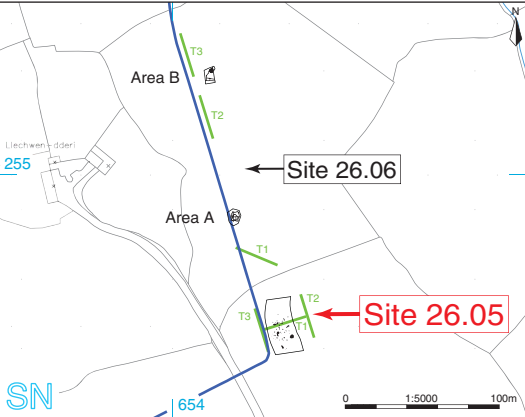 N
T3
Area B
T2
Llechwen-dderi
255
Site 26.06
Area A
T1
T2
T3
T1
Site 26.05
SN
654
0 1:5000 100m